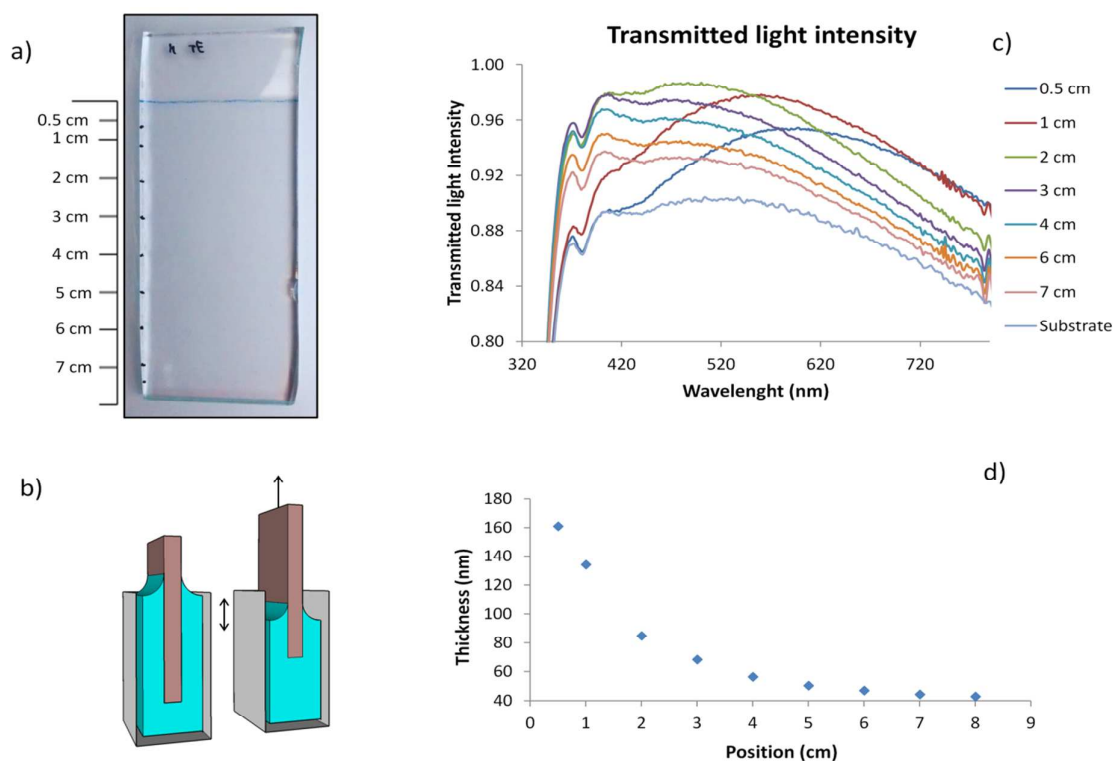 a)
0.5 cm
1 cm
2 cm
3 cm
4 cm
5 cm
6 cm
7 cm
b)
Transmitted light intensity
c)
Transmitted light Intensity
1.00
0.96
0.92
0.88
0.84
0.80
320 420 520 620 720
Wavelenght (nm)
0.5 cm
1 cm
2 cm
3 cm
4 cm
6 cm
7 cm
Substrate
d)
Thickness (nm)
180
160
140
120
100
80
60
40
0 1 2 3 4 5 6 7 8 9
Position (cm)